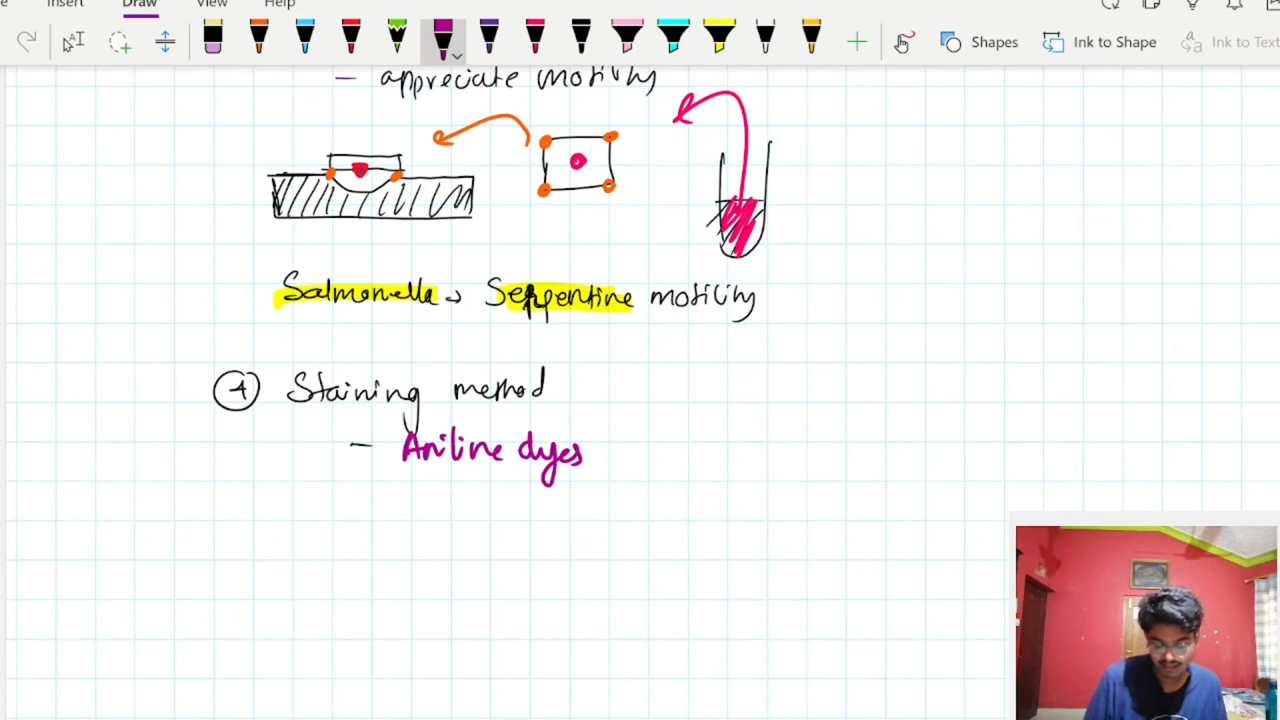 Insert Draw View Help
Shapes Ink to Shape Ink to Text
- appreciate motility
Salmonella → Serpentine motility
④ Staining method
- Aniline dyes